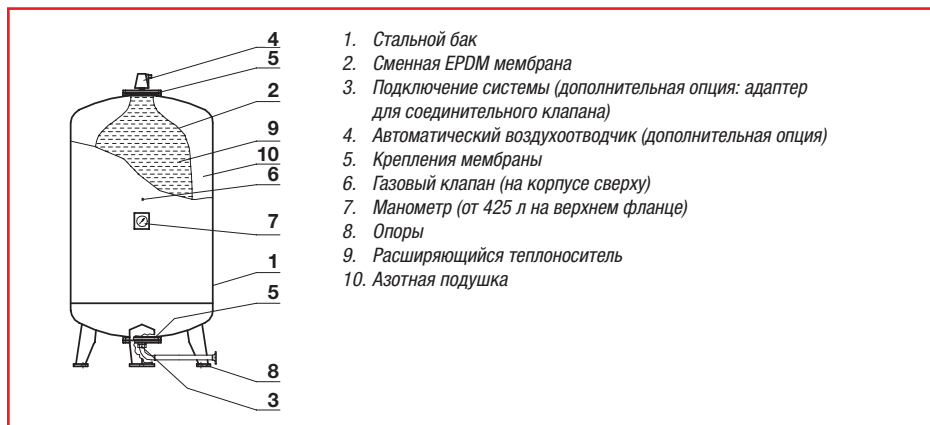 4
5
2
9
10
6
7
1
5
8
3
1. Стальной бак
2. Сменная EPDM мембрана
3. Подключение системы (дополнительная опция: адаптер
для соединительного клапана)
4. Автоматический воздухоотводчик (дополнительная опция)
5. Крепления мембраны
6. Газовый клапан (на корпусе сверху)
7. Манометр (от 425 л на верхнем фланце)
8. Опоры
9. Расширяющийся теплоноситель
10. Азотная подушка